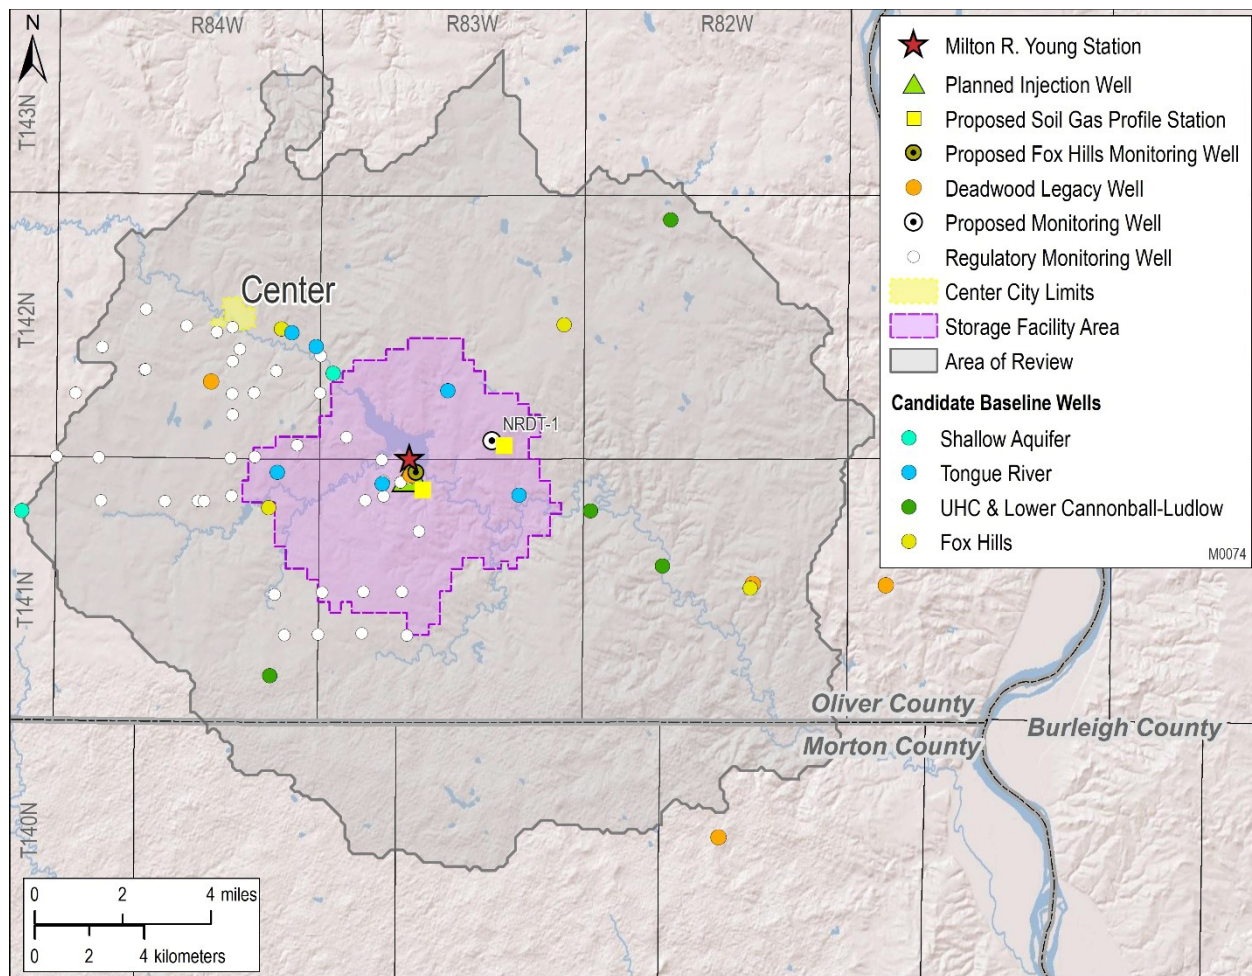 R84W
R83W
R82W
N
T143N
T142N
T141N
T140N
Center
NRDT-1
Oliver County
Morton County
Burleigh County
Milton R. Young Station
Planned Injection Well
Proposed Soil Gas Profile Station
Proposed Fox Hills Monitoring Well
Deadwood Legacy Well
Proposed Monitoring Well
Regulatory Monitoring Well
Center City Limits
Storage Facility Area
Area of Review
Candidate Baseline Wells
Shallow Aquifer
Tongue River
UHC & Lower Cannonball-Ludlow
Fox Hills
M0074
0 2 4 miles
0 2 4 kilometers